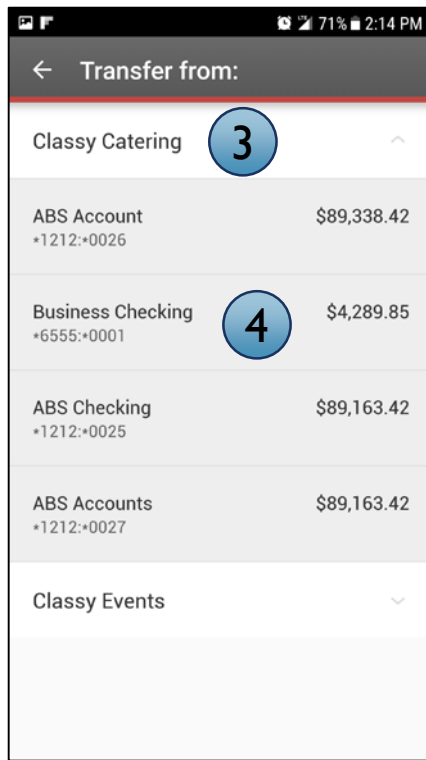 LTE 71% 2:14 PM
← Transfer from:
Classy Catering 3
ABS Account $89,338.42
*1212:*0026
Business Checking 4 $4,289.85
*6555:*0001
ABS Checking $89,163.42
*1212:*0025
ABS Accounts $89,163.42
*1212:*0027
Classy Events